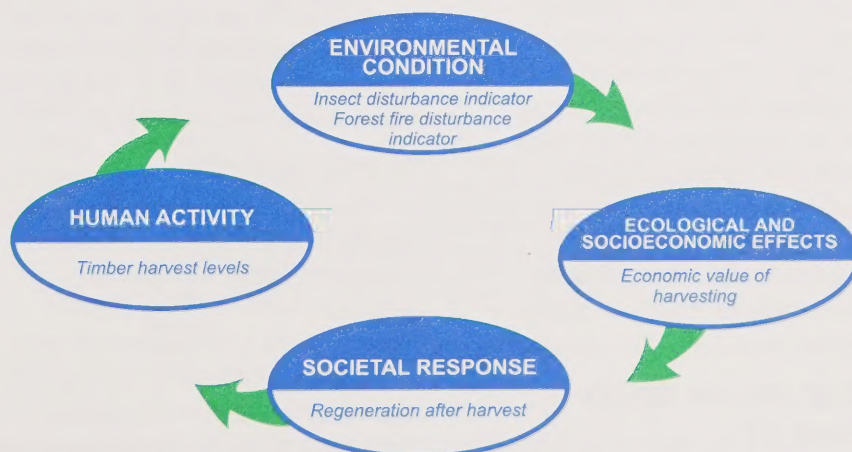 ENVIRONMENTAL
CONDITION
Insect disturbance indicator
Forest fire disturbance
indicator
HUMAN ACTIVITY
Timber harvest levels
ECOLOGICAL AND
SOCIOECONOMIC EFFECTS
Economic value of
harvesting
SOCIETAL RESPONSE
Regeneration after harvest